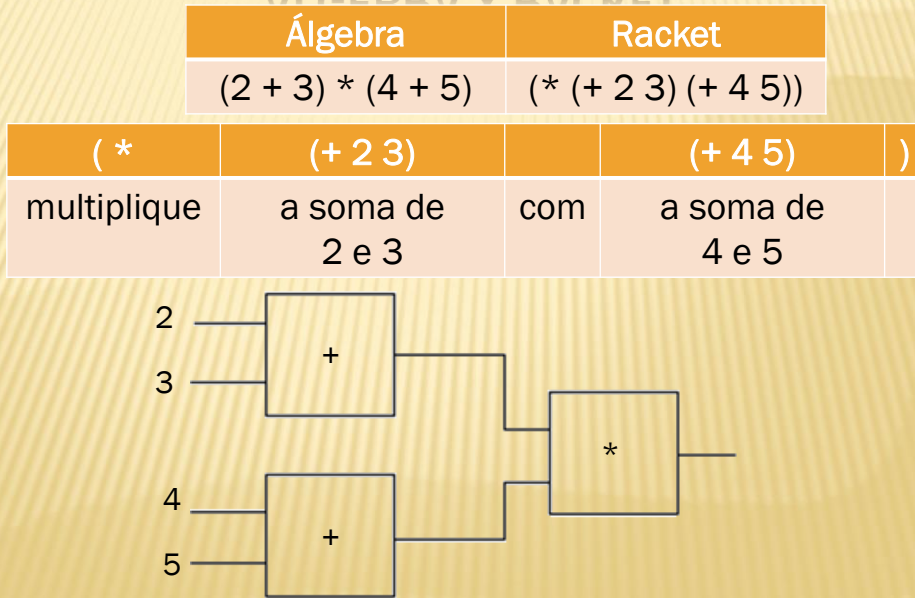 Álgebra Racket
(2 + 3) * (4 + 5) (* (+ 2 3) (+ 4 5))
( * (+ 2 3) (+ 4 5) )
multiplique a soma de com a soma de
2 e 3 4 e 5
2
+
3
*
4
+
5